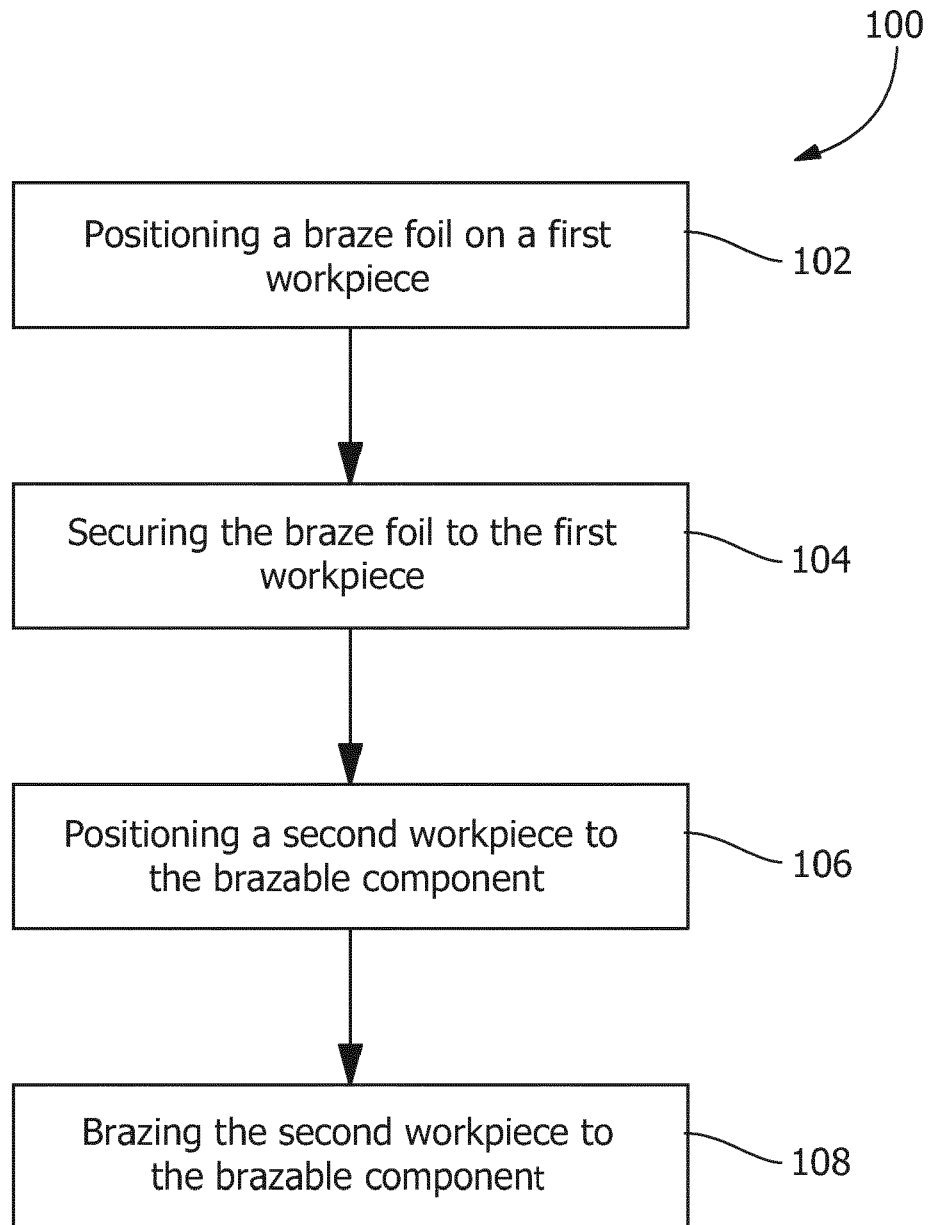 100
Positioning a braze foil on a first
workpiece
102
Securing the braze foil to the first
workpiece
104
Positioning a second workpiece to
the brazable component
106
Brazing the second workpiece to
the brazable component
108